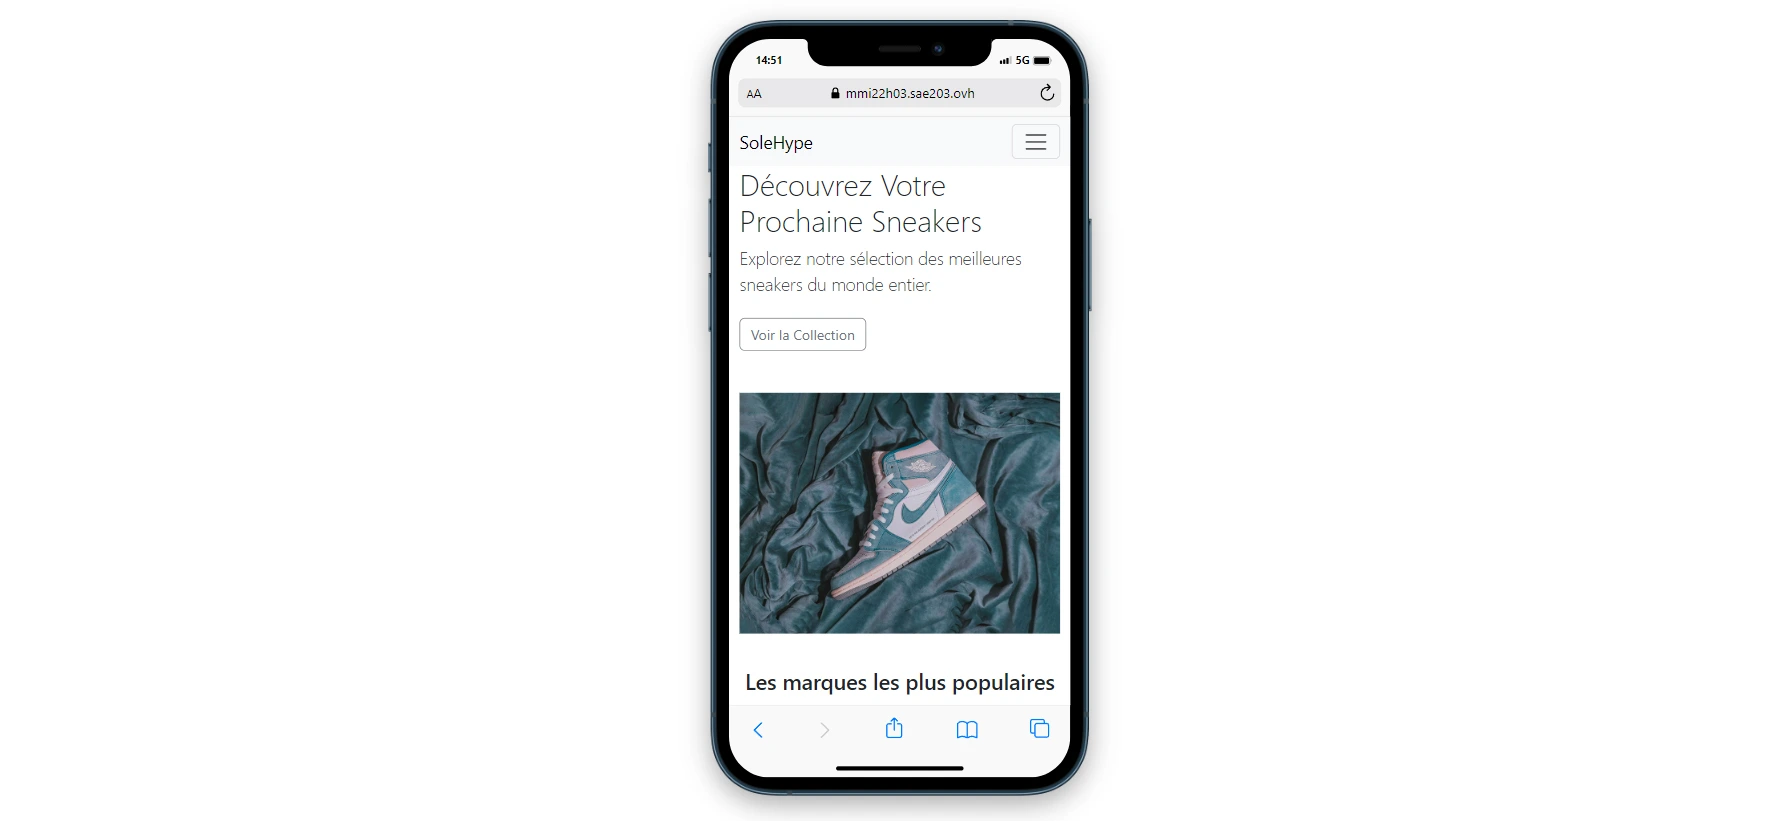 14:51
5G
AA
mmi22h03.sae203.ovh
SoleHype
Découvrez Votre
Prochaine Sneakers
Explorez notre sélection des meilleures
sneakers du monde entier.
Voir la Collection
Les marques les plus populaires